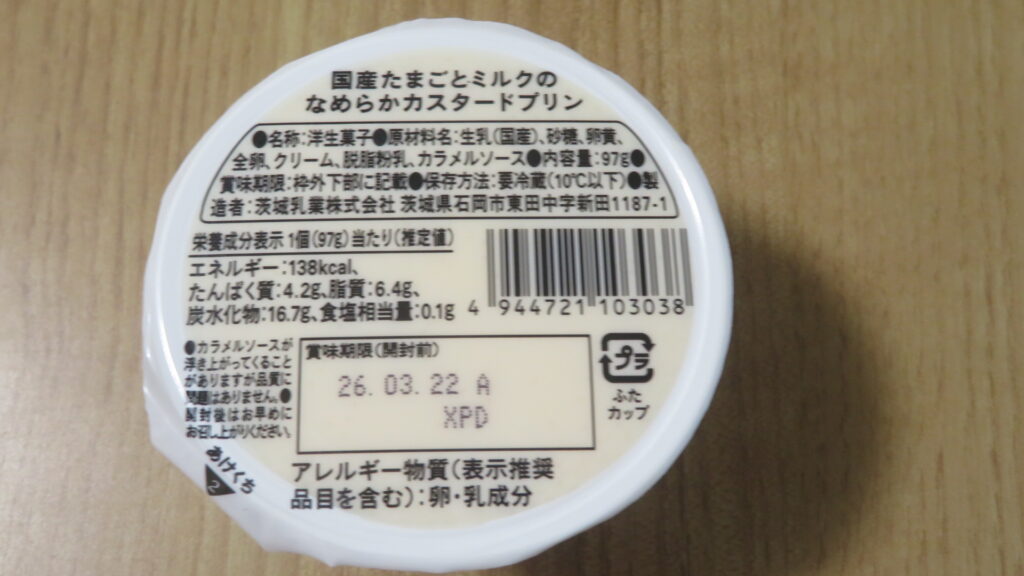 国産たまごとミルクの
なめらかカスタードプリン
●名称:洋生菓子●原材料名:生乳(国産)、砂糖、卵黄、
全卵、クリーム、脱脂粉乳、カラメルソース●内容量:97g●
賞味期限:枠外下部に記載●保存方法:要冷蔵(10℃以下)●製
造者:茨城乳業株式会社 茨城県石岡市東田中字新田1187-1
栄養成分表示 1個(97g)当たり(推定値)
エネルギー:138kcal、
たんぱく質:4.2g、脂質:6.4g、
炭水化物:16.7g、食塩相当量:0.1g
4 944721 103038
●カラメルソースが
浮き上がってくること
がありますが品質に
問題はありません。●
開封後はお早めに
お召し上がりください。
賞味期限(開封前)
26.03.22 A
XPD
プラ
ふた
カップ
あけくち
2
アレルギー物質(表示推奨
品目を含む):卵・乳成分